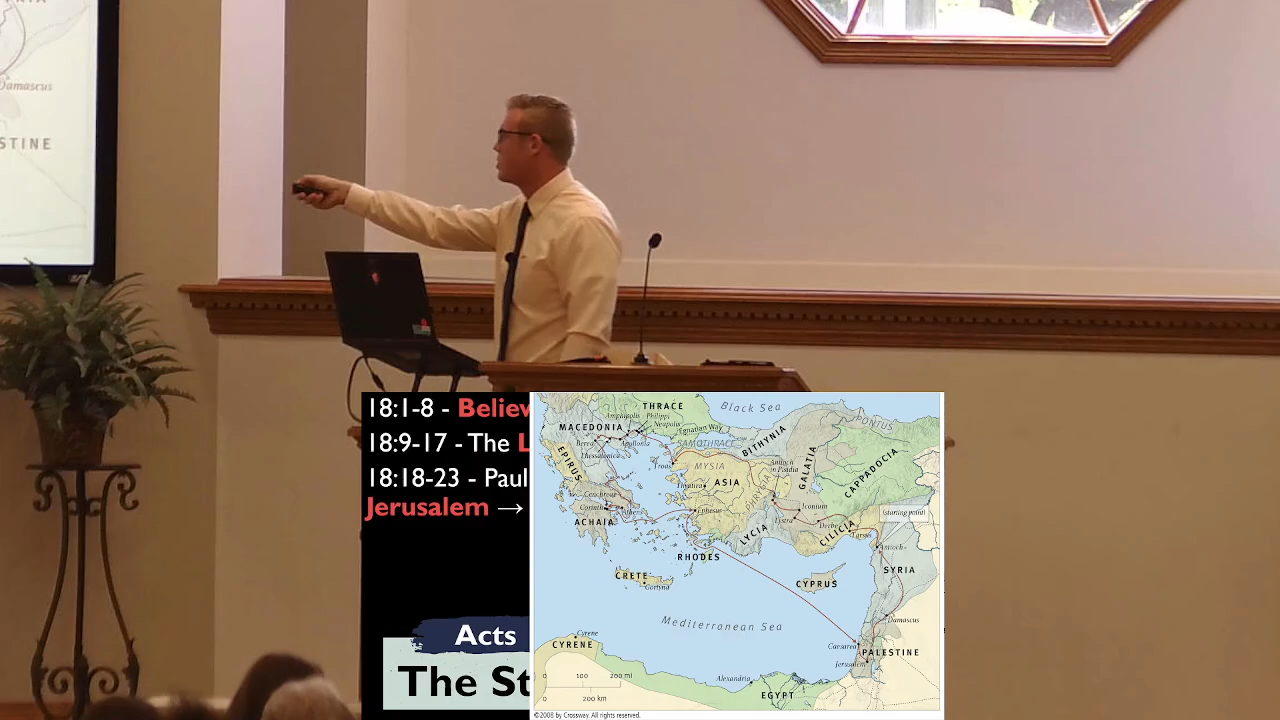 Damascus
STINE
18:1-8 - Believ
18:9-17 - The L
18:18-23 - Paul
Jerusalem →
Acts
The St
THRACE
Black Sea
Amphipolis
Philippi
Neapolis
MACEDONIA
Egnatian Way
PONTUS
Berea
Apollonia
SAMOTHRACE
BITHYNIA
Thessalonica
EPIRUS
Troas
MYSIA
Antioch
in Pisidia
GALATIA
CAPPADOCIA
Thyatira
ASIA
Cenchreae
Corinth
Athens
Ephesus
Iconium
Lystra
Derbe
(starting point)
ACHAIA
LYCIA
CILICIA
Tarsus
Antioch
RHODES
SYRIA
CRETE
Gortyna
CYPRUS
Mediterranean Sea
Damascus
Cyrene
CYRENE
Caesarea
PALESTINE
Jerusalem
0 100 200 mi
Alexandria
EGYPT
0 200 km
©2008 by Crossway. All rights reserved.